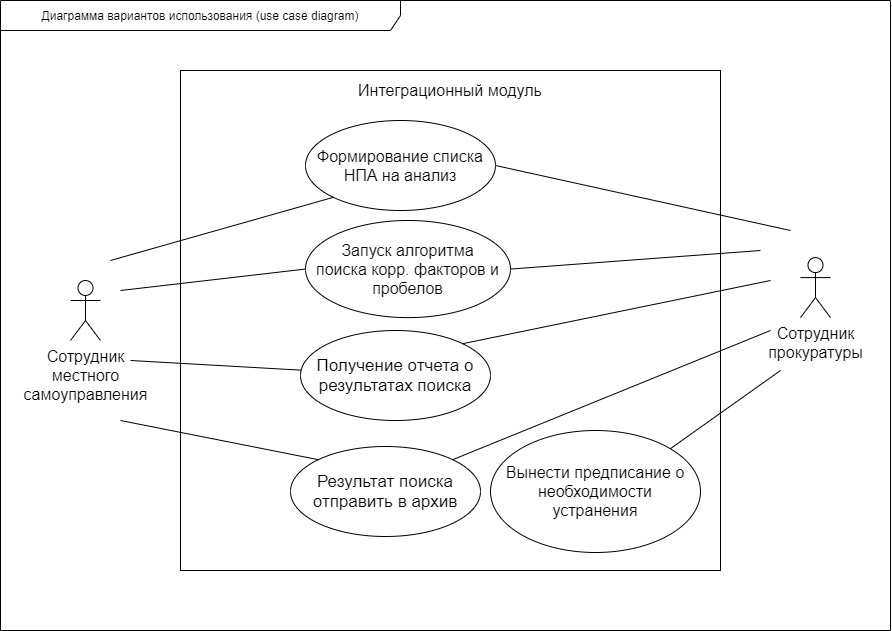 Диаграмма вариантов использования (use case diagram)
Интеграционный модуль
Формирование списка
НПА на анализ
Запуск алгоритма
поиска корр. факторов и
пробелов
Сотрудник
местного
самоуправления
Сотрудник
прокуратуры
Получение отчета о
результатах поиска
Результат поиска
отправить в архив
Вынести предписание о
необходимости
устранения